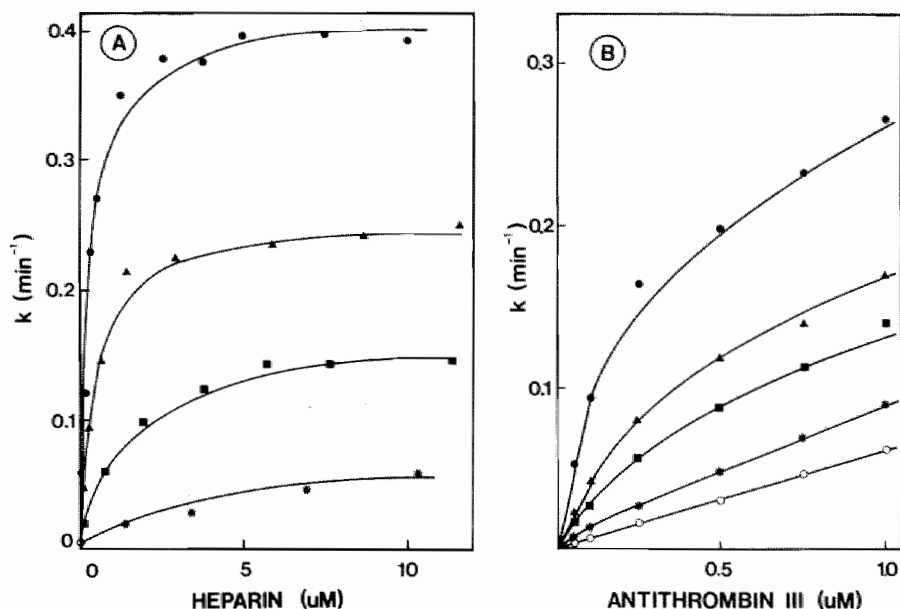 A
k (min⁻¹)
0.4
0.3
0.2
0.1
0
0 5 10
HEPARIN (uM)
B
k (min⁻¹)
0.3
0.2
0.1
0.5 1.0
ANTITHROMBIN III (uM)